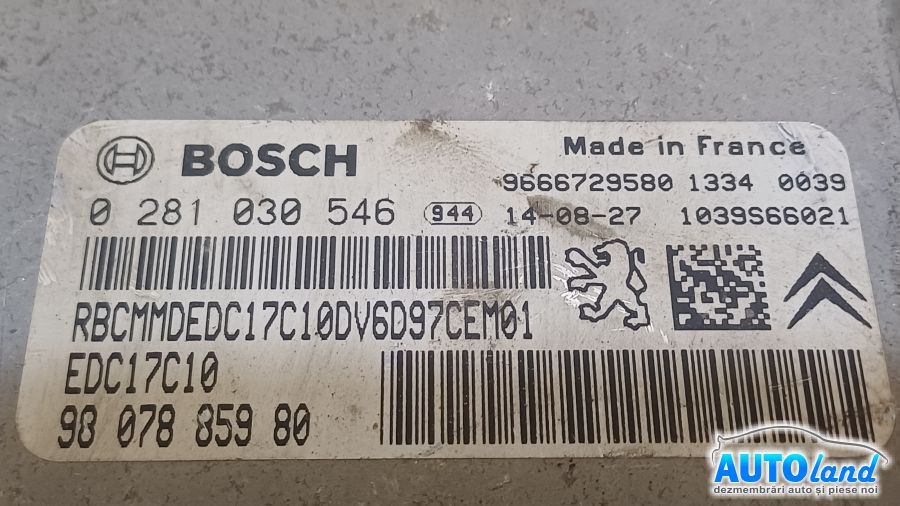 BOSCH
Made in France
9666729580 1334 0039
0 281 030 546 944 14-08-27 1039S66021
RBCMMDEDC17C10DV6D97CEM01
EDC17C10
98 078 859 80
AUTOland
dezmembrări auto și piese noi